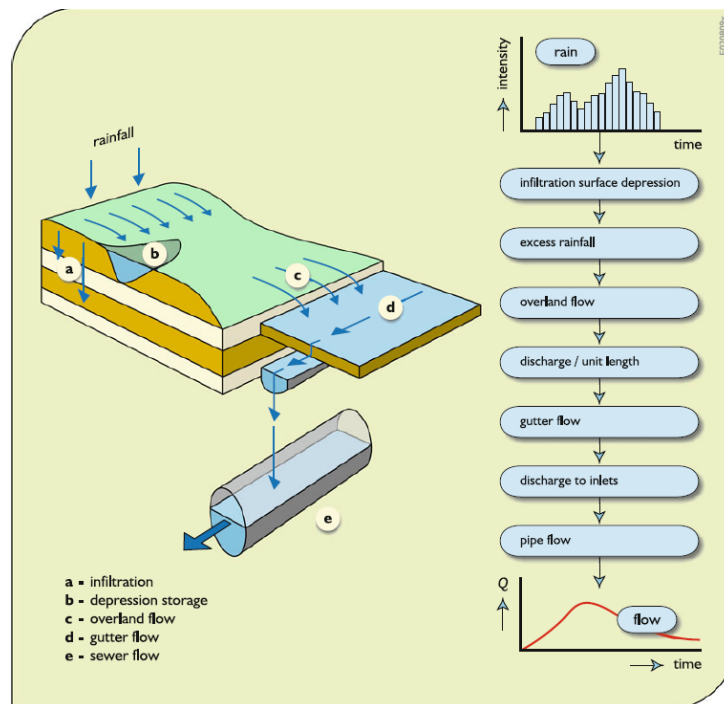 rainfall
a
b
c
d
e
a - infiltration
b - depression storage
c - overland flow
d - gutter flow
e - sewer flow
intensity
rain
time
infiltration surface depression
excess rainfall
overland flow
discharge / unit length
gutter flow
discharge to inlets
pipe flow
Q
flow
time